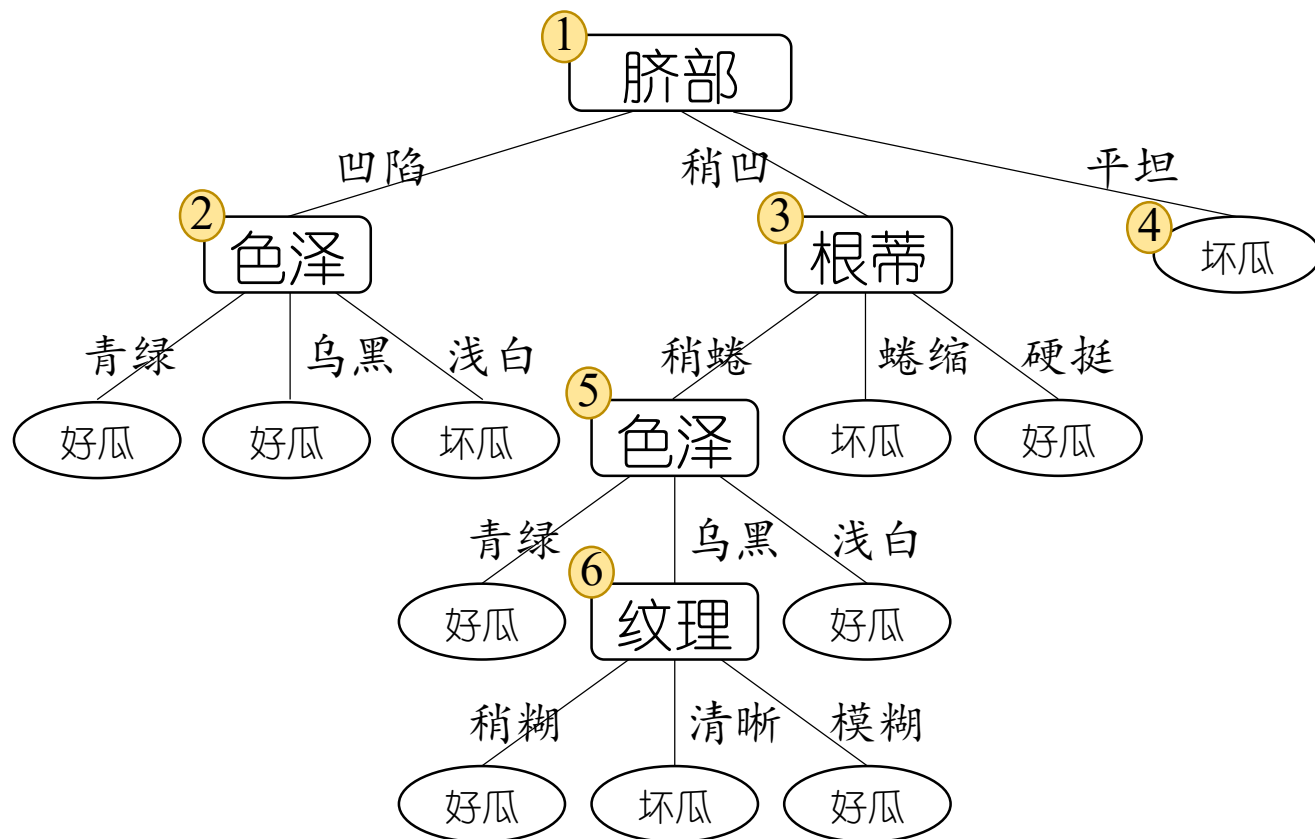 1
脐部
凹陷 稍凹 平坦
2 3 4
色泽 根蒂 坏瓜
青绿 乌黑 浅白 稍蜷 蜷缩 硬挺
5
好瓜 好瓜 坏瓜 色泽 坏瓜 好瓜
青绿 乌黑 浅白
6
好瓜 纹理 好瓜
稍糊 清晰 模糊
好瓜 坏瓜 好瓜